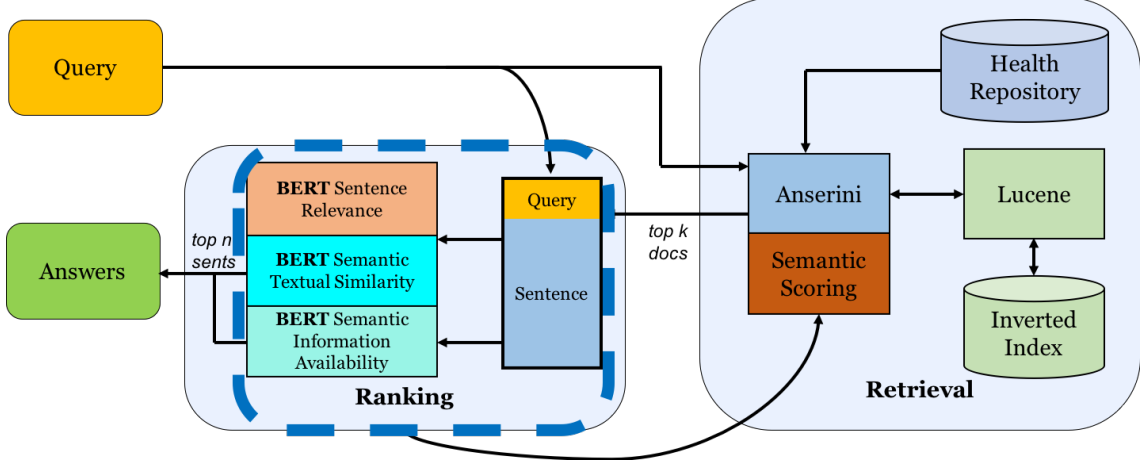 Query
Health
Repository
BERT Sentence
Relevance
Query
Anserini
Lucene
top n
sents
top k
docs
Answers
BERT Semantic
Textual Similarity
Sentence
Semantic
Scoring
BERT Semantic
Information
Availability
Inverted
Index
Ranking
Retrieval